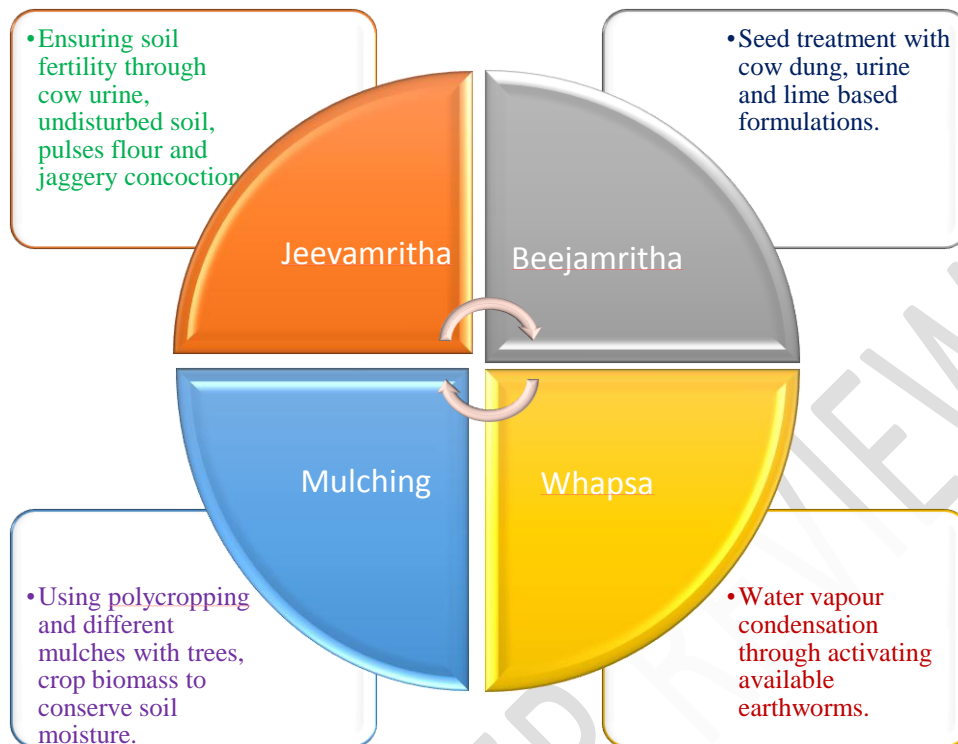 •Ensuring soil
fertility through
cow urine,
undisturbed soil,
pulses flour and
jaggery concoction
•Seed treatment with
cow dung, urine
and lime based
formulations.
Jeevamritha
Beejamritha
Mulching
Whapsa
•Using polycropping
and different
mulches with trees,
crop biomass to
conserve soil
moisture.
•Water vapour
condensation
through activating
available
earthworms.